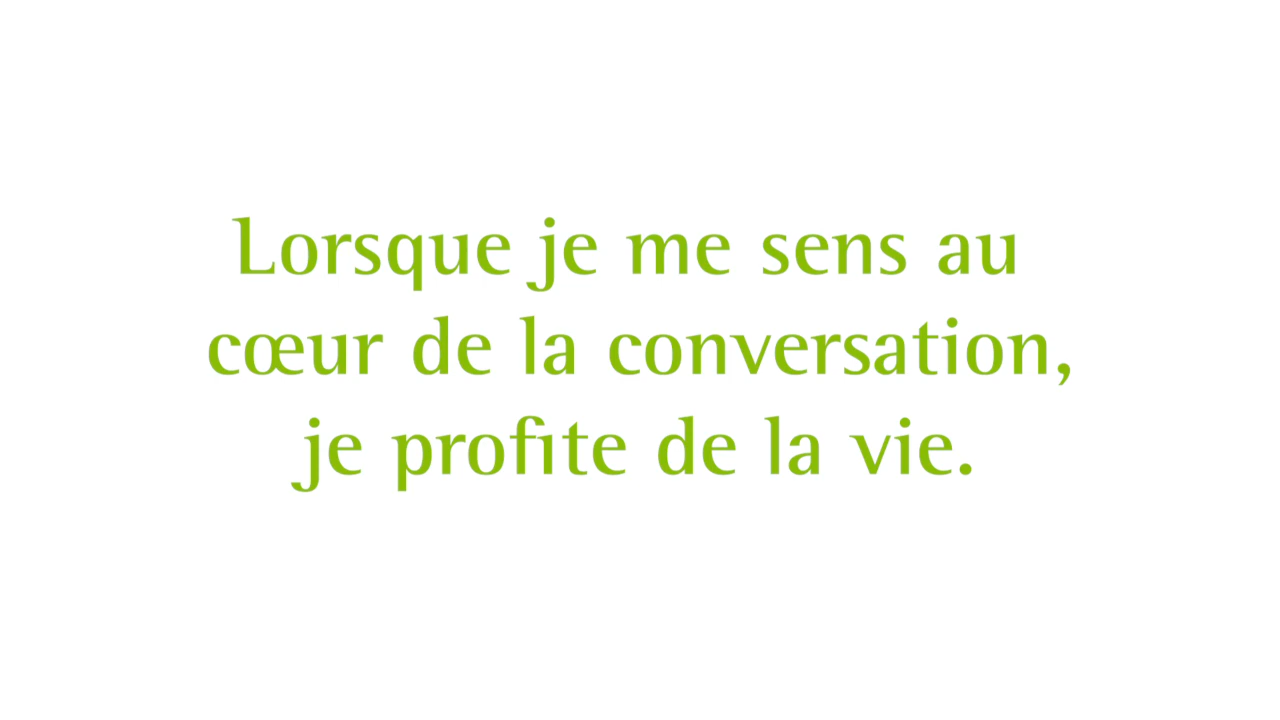 Lorsque je me sens au
cœur de la conversation,
je profite de la vie.